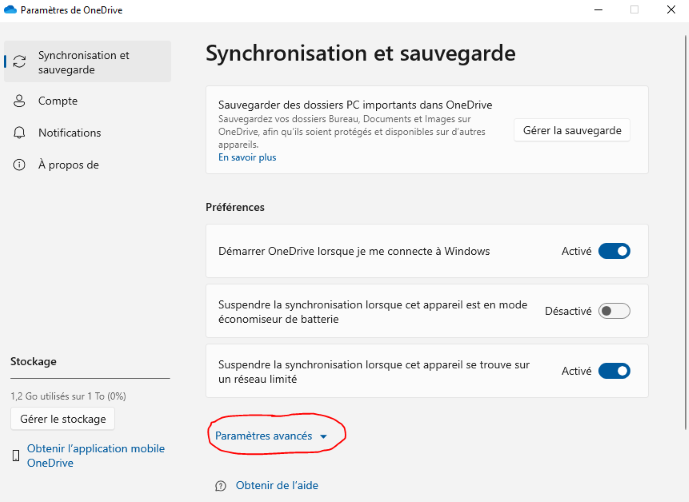 Paramètres de OneDrive
Synchronisation et
sauvegarde
Compte
Notifications
À propos de
Stockage
1,2 Go utilisés sur 1 To (0%)
Gérer le stockage
Obtenir l'application mobile
OneDrive
Synchronisation et sauvegarde
Sauvegarder des dossiers PC importants dans OneDrive
Sauvegardez vos dossiers Bureau, Documents et Images sur
OneDrive, afin qu'ils soient protégés et disponibles sur d'autres
appareils.
En savoir plus
Gérer la sauvegarde
Préférences
Démarrer OneDrive lorsque je me connecte à Windows
Activé
Suspendre la synchronisation lorsque cet appareil est en mode
économiseur de batterie
Désactivé
Suspendre la synchronisation lorsque cet appareil se trouve sur
un réseau limité
Activé
Paramètres avancés
Obtenir de l'aide